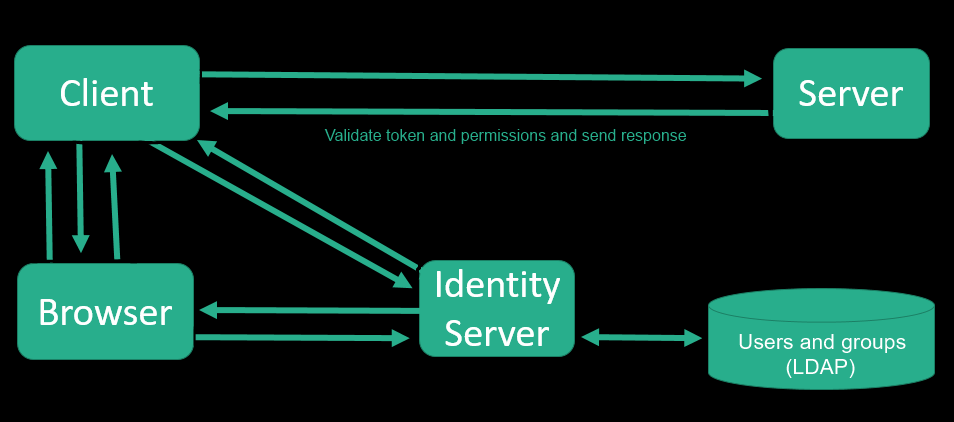 Client
Server
Validate token and permissions and send response
Browser
Identity
Server
Users and groups
(LDAP)